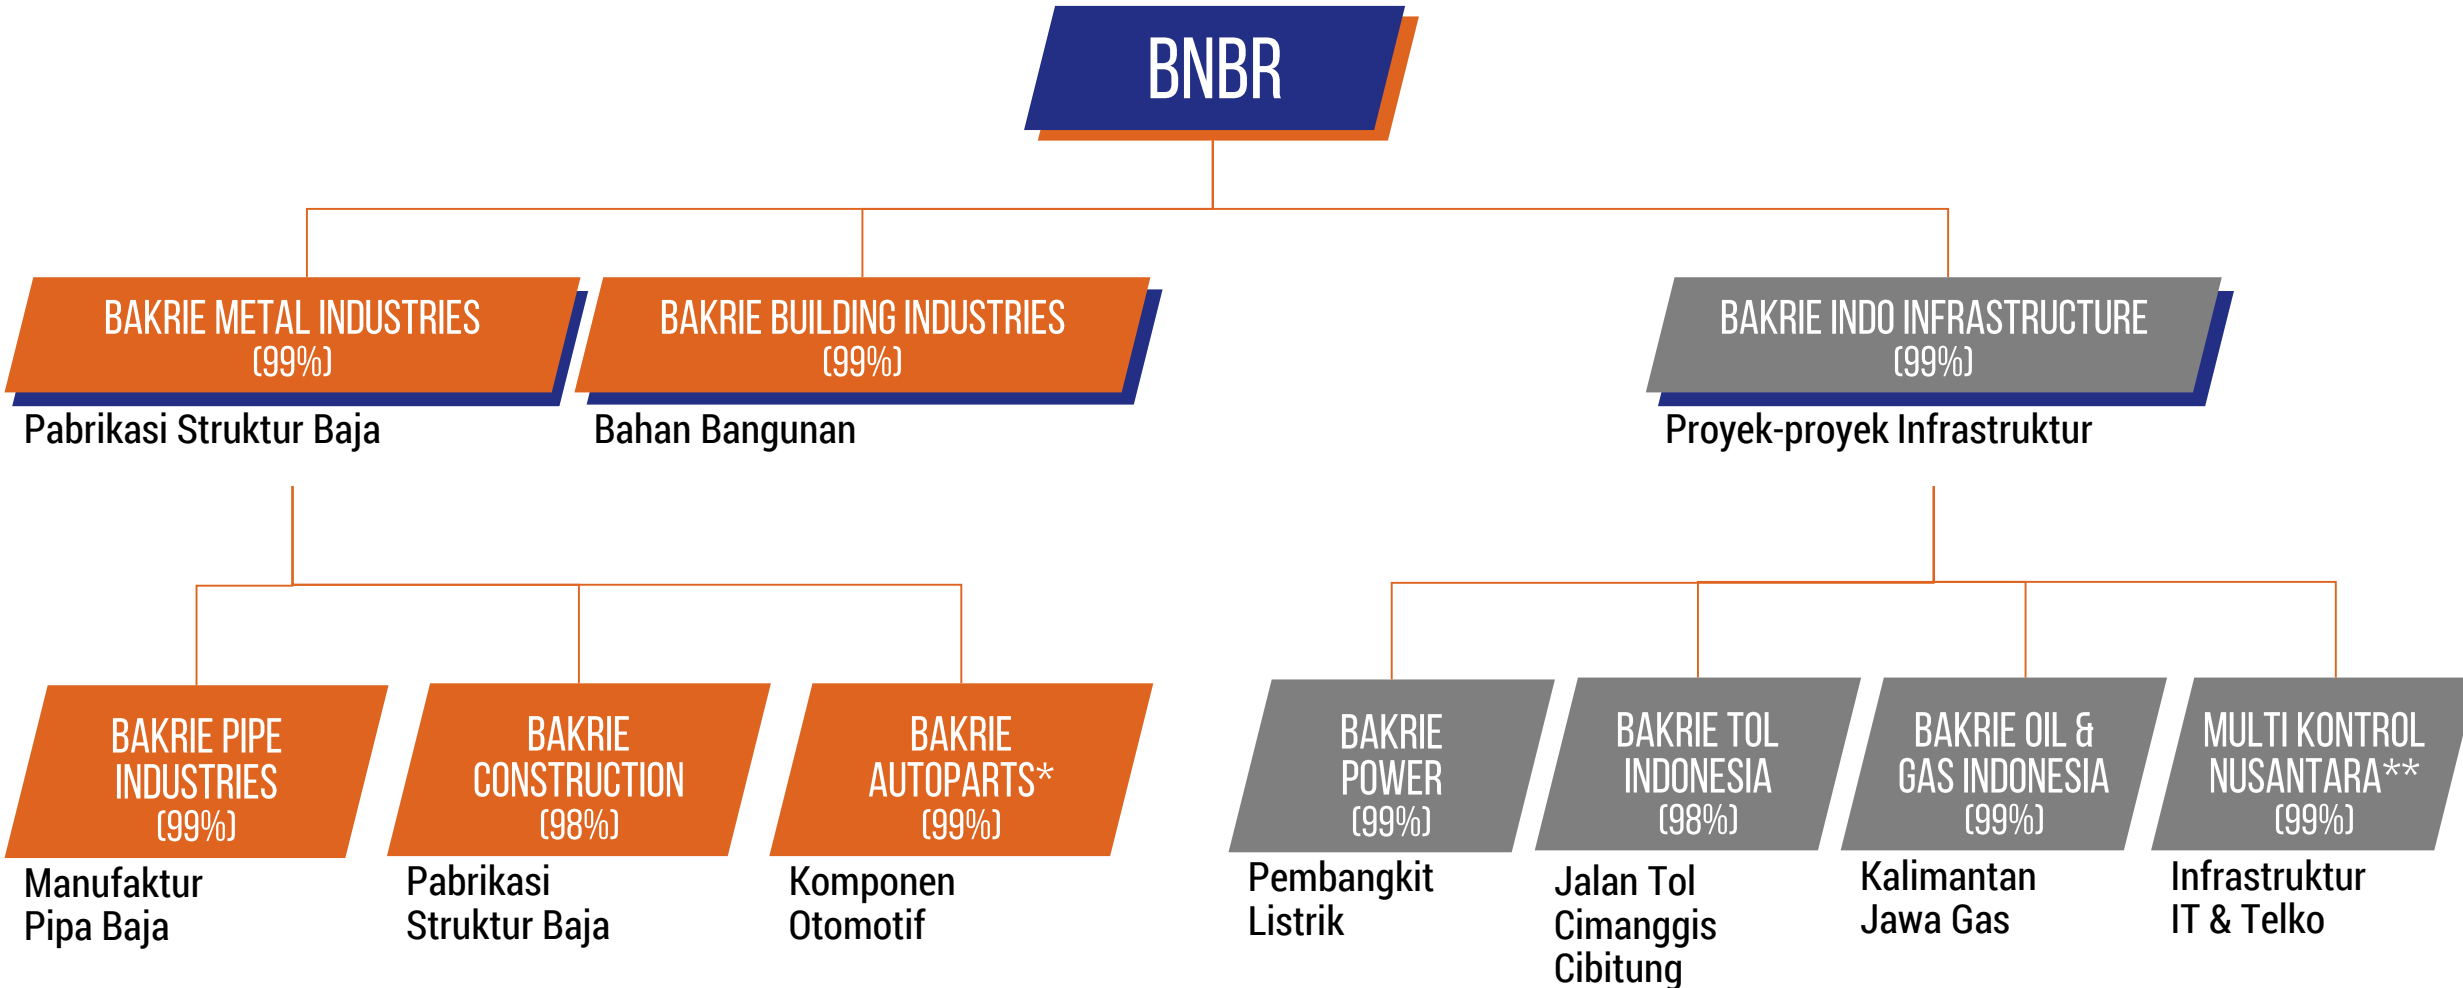 BNBR
BAKRIE METAL INDUSTRIES
(99%)
Pabrikasi Struktur Baja
BAKRIE BUILDING INDUSTRIES
(99%)
Bahan Bangunan
BAKRIE INDO INFRASTRUCTURE
(99%)
Proyek-proyek Infrastruktur
BAKRIE PIPE
INDUSTRIES
(99%)
Manufaktur
Pipa Baja
BAKRIE
CONSTRUCTION
(98%)
Pabrikasi
Struktur Baja
BAKRIE
AUTOPARTS*
(99%)
Komponen
Otomotif
BAKRIE
POWER
(99%)
Pembangkit
Listrik
BAKRIE TOL
INDONESIA
(98%)
Jalan Tol
Cimanggis
Cibitung
BAKRIE OIL &
GAS INDONESIA
(99%)
Kalimantan
Jawa Gas
MULTI KONTROL
NUSANTARA**
(99%)
Infrastruktur
IT & Telko